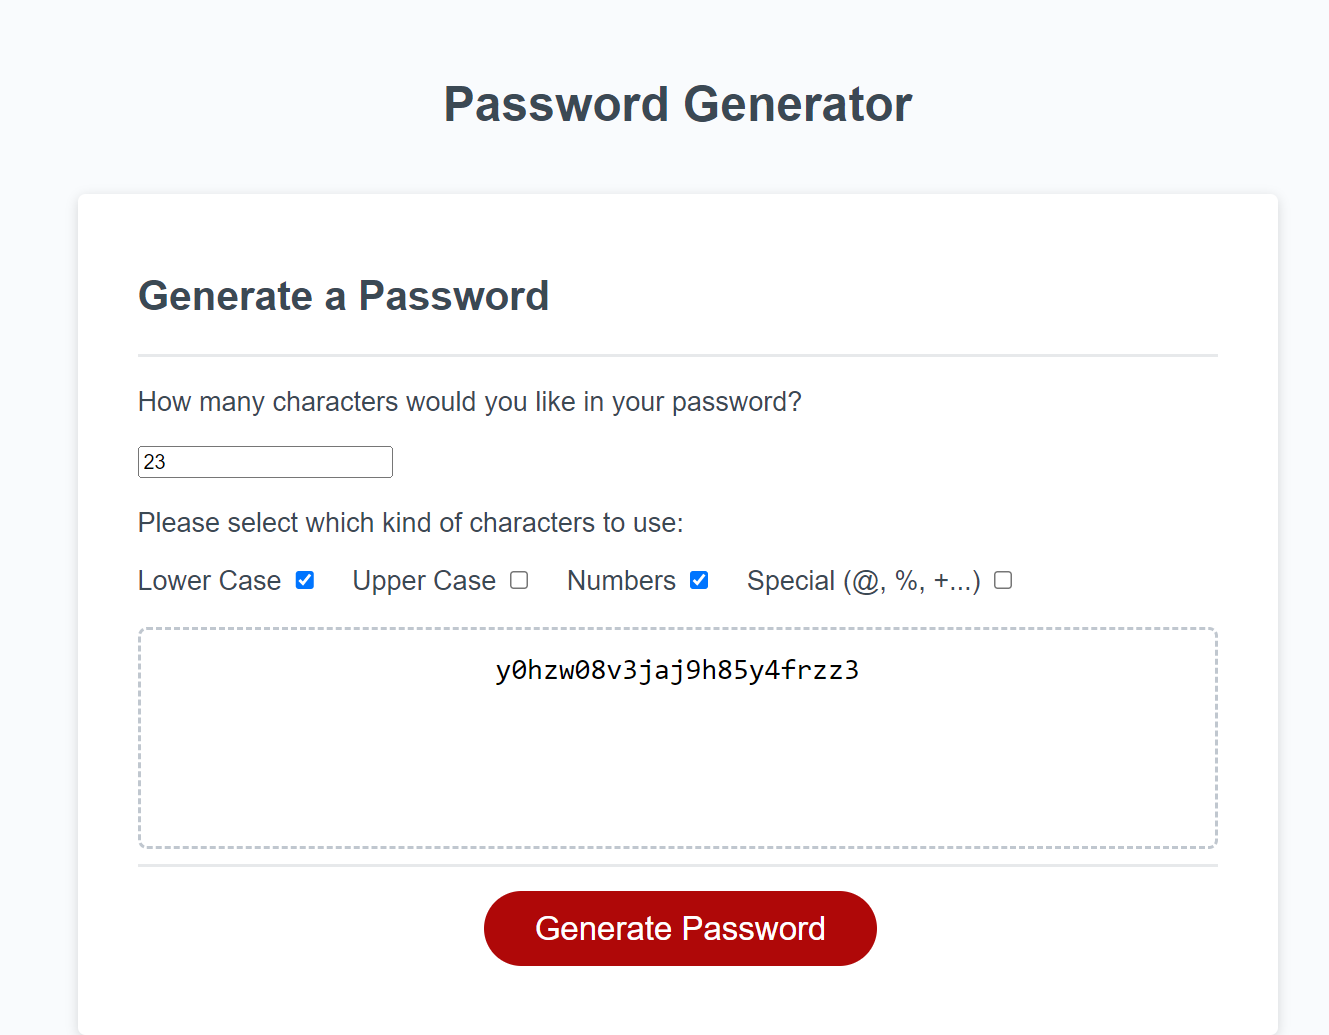 Password Generator
Generate a Password
How many characters would you like in your password?
23
Please select which kind of characters to use:
Lower Case Upper Case Numbers Special (@, %, +...)
y0hzw08v3jaj9h85y4frzz3
Generate Password